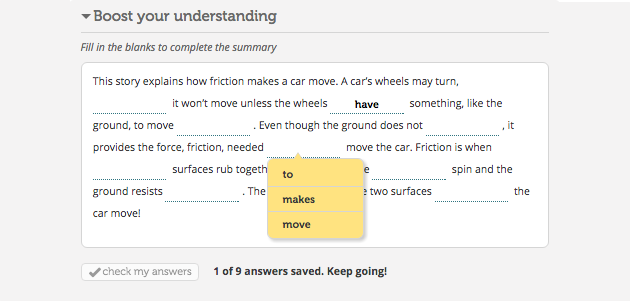 Boost your understanding
Fill in the blanks to complete the summary
This story explains how friction makes a car move. A car's wheels may turn,
it won't move unless the wheels have something, like the
ground, to move . Even though the ground does not , it
provides the force, friction, needed move the car. Friction is when
surfaces rub togeth e spin and the
to
makes
move
ground resists . The e two surfaces the
car move!
check my answers 1 of 9 answers saved. Keep going!